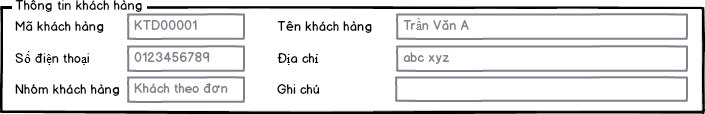 Thông tin khách hàng
Mã khách hàng KTD00001 Tên khách hàng Trần Văn A
Số điện thoại 0123456789 Địa chỉ abc xyz
Nhóm khách hàng Khách theo đơn Ghi chú